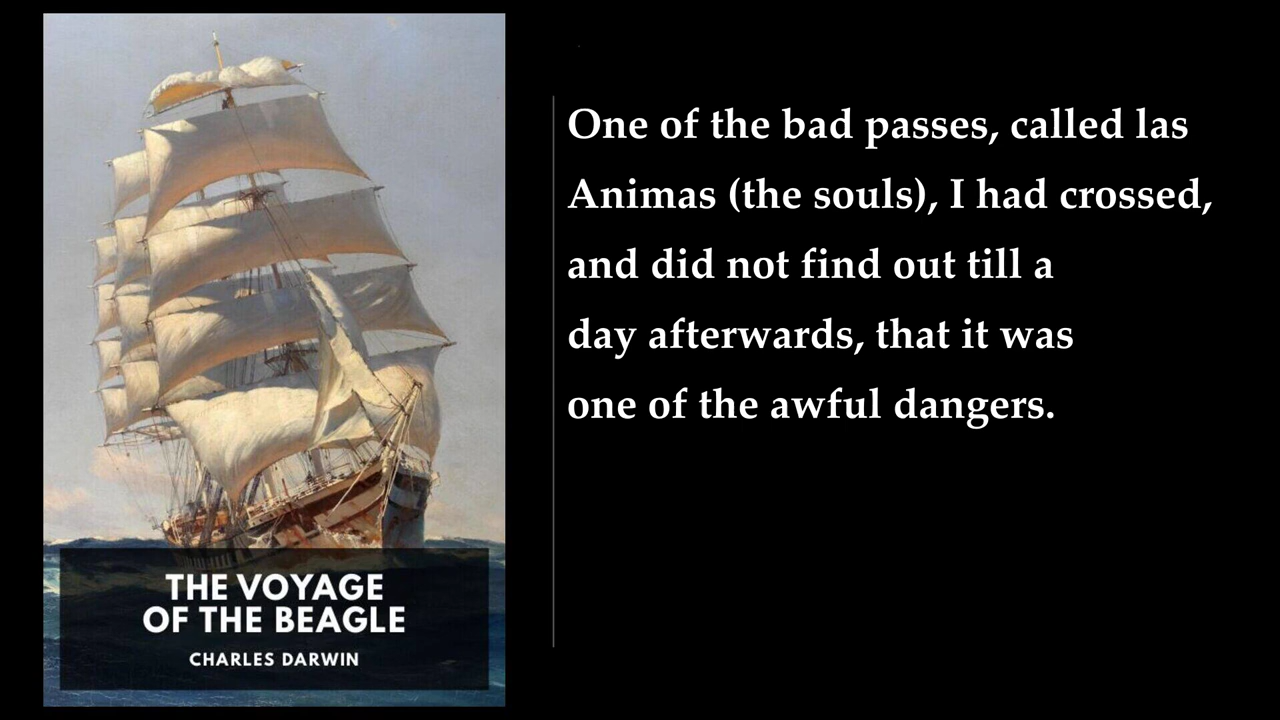 THE VOYAGE
OF THE BEAGLE
CHARLES DARWIN
One of the bad passes, called las
Animas (the souls), I had crossed,
and did not find out till a
day afterwards, that it was
one of the awful dangers.